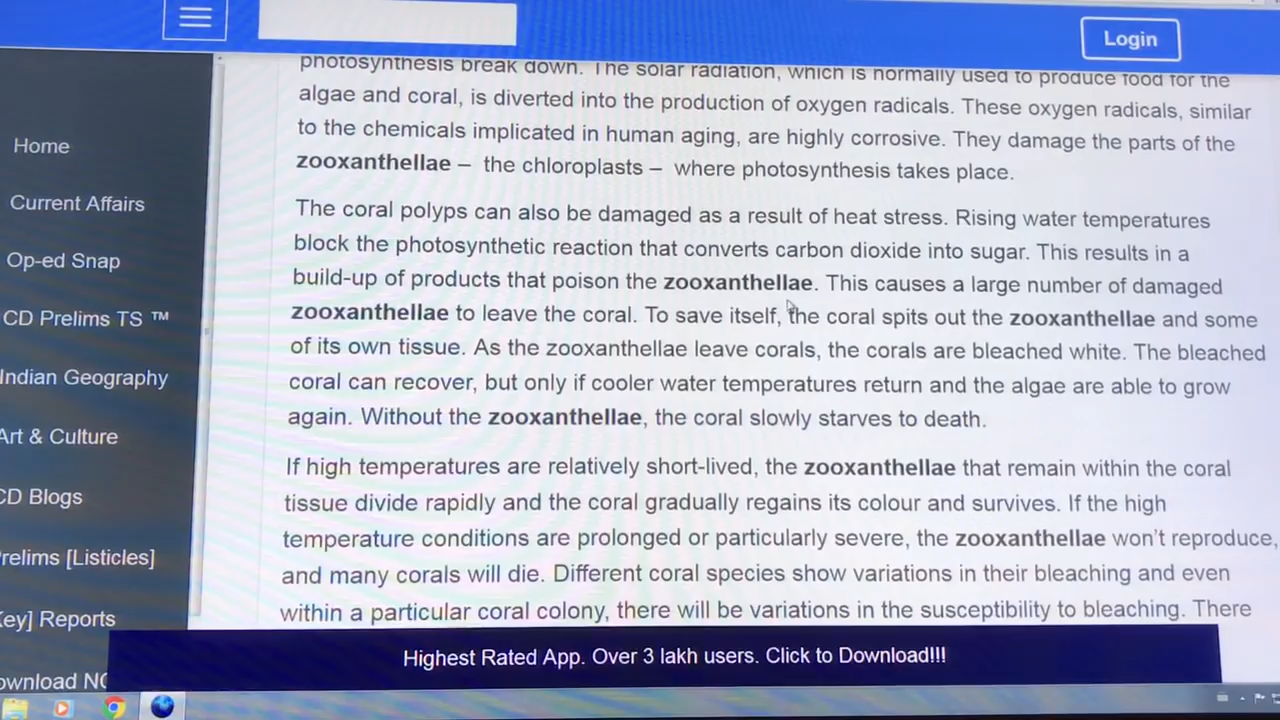 Login
photosynthesis break down. The solar radiation, which is normally used to produce food for the
algae and coral, is diverted into the production of oxygen radicals. These oxygen radicals, similar
to the chemicals implicated in human aging, are highly corrosive. They damage the parts of the
zooxanthellae – the chloroplasts – where photosynthesis takes place.
The coral polyps can also be damaged as a result of heat stress. Rising water temperatures
block the photosynthetic reaction that converts carbon dioxide into sugar. This results in a
build-up of products that poison the zooxanthellae. This causes a large number of damaged
zooxanthellae to leave the coral. To save itself, the coral spits out the zooxanthellae and some
of its own tissue. As the zooxanthellae leave corals, the corals are bleached white. The bleached
coral can recover, but only if cooler water temperatures return and the algae are able to grow
again. Without the zooxanthellae, the coral slowly starves to death.
If high temperatures are relatively short-lived, the zooxanthellae that remain within the coral
tissue divide rapidly and the coral gradually regains its colour and survives. If the high
temperature conditions are prolonged or particularly severe, the zooxanthellae won't reproduce,
and many corals will die. Different coral species show variations in their bleaching and even
within a particular coral colony, there will be variations in the susceptibility to bleaching. There
Home
Current Affairs
Op-ed Snap
CD Prelims TS ™
Indian Geography
Art & Culture
CD Blogs
relims [Listicles]
ey] Reports
ownload NC
Highest Rated App. Over 3 lakh users. Click to Download!!!